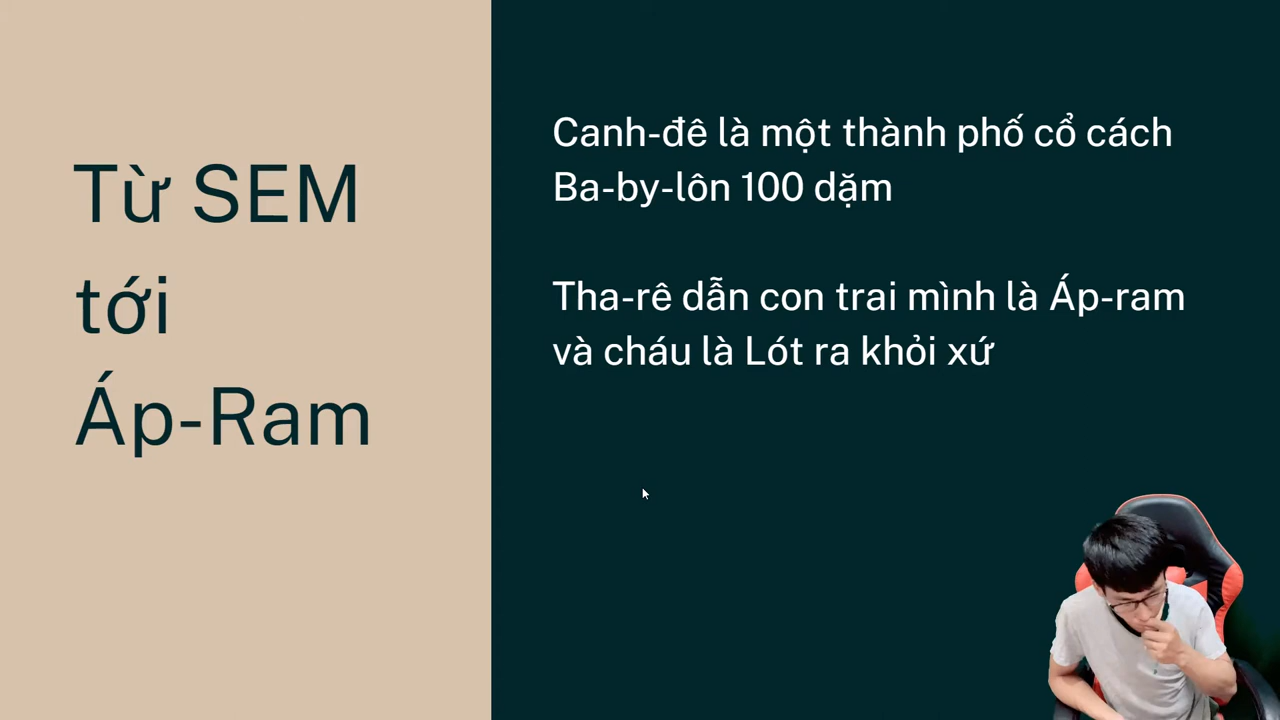 Từ SEM
tới
Áp-Ram
Canh-đê là một thành phố cổ cách
Ba-by-lôn 100 dặm
Tha-rê dẫn con trai mình là Áp-ram
và cháu là Lót ra khỏi xứ